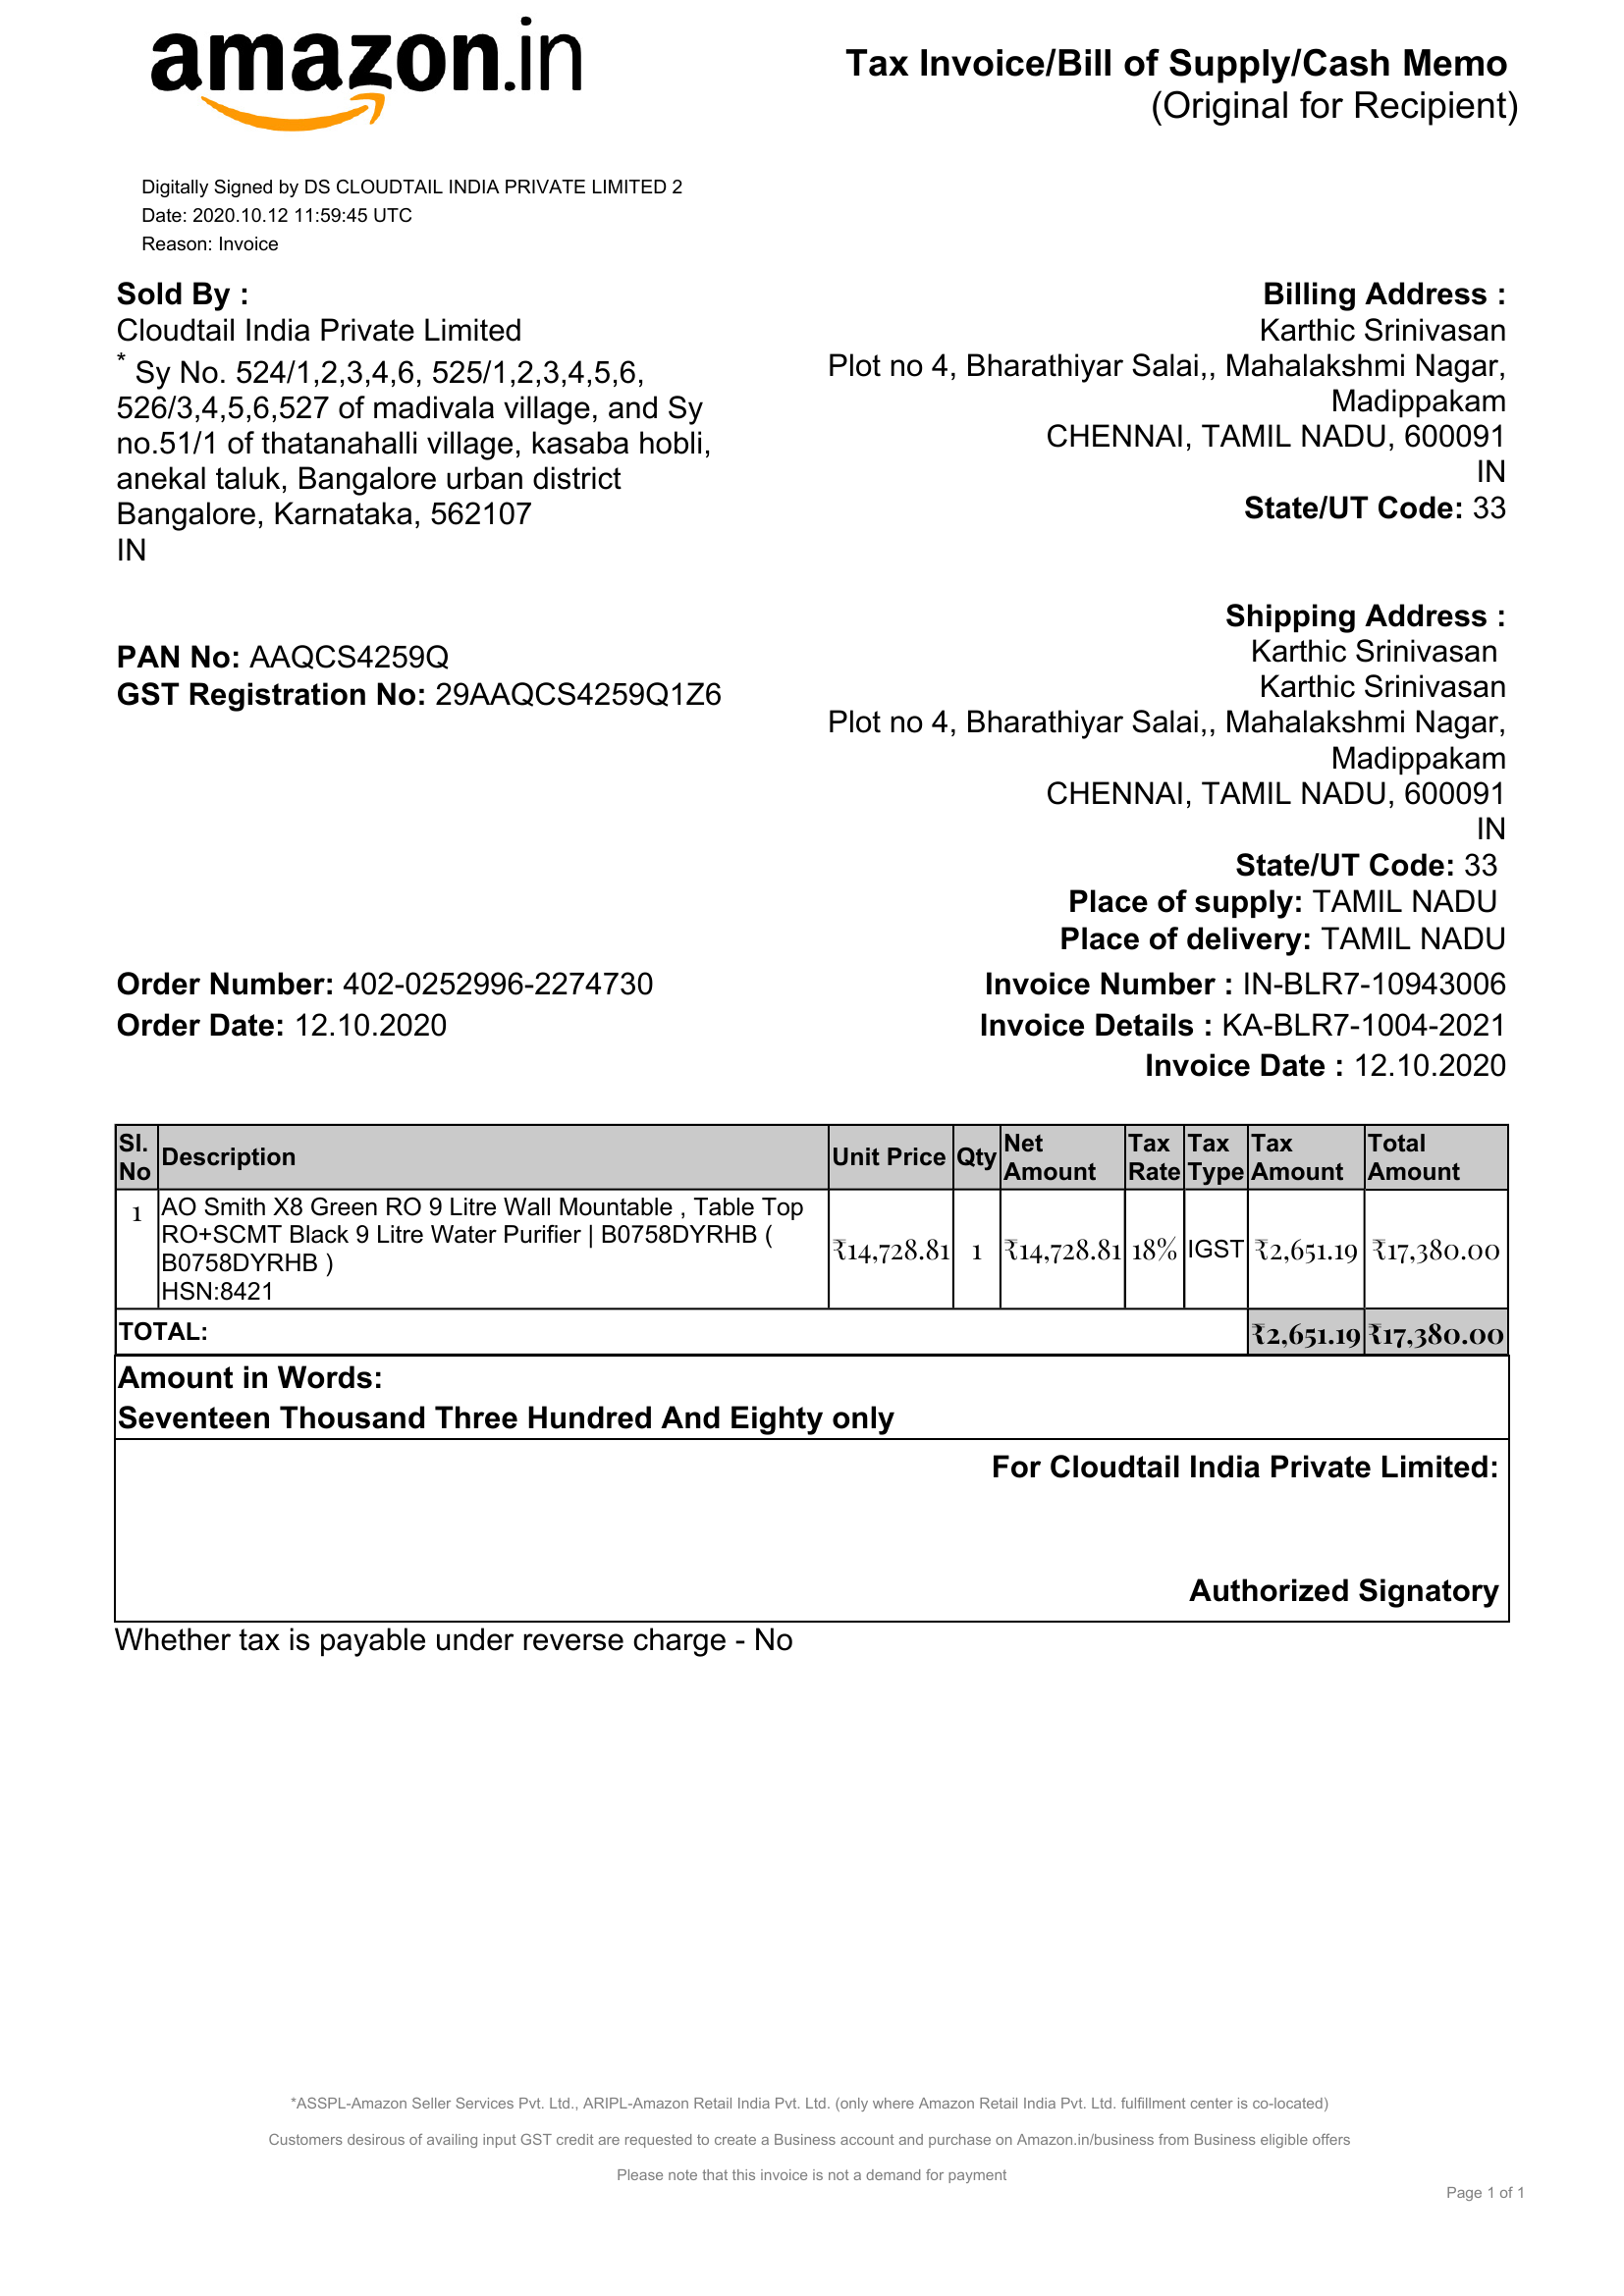 amazon.in
Tax Invoice/Bill of Supply/Cash Memo
(Original for Recipient)
Digitally Signed by DS CLOUDTAIL INDIA PRIVATE LIMITED 2
Date: 2020.10.12 11:59:45 UTC
Reason: Invoice
Sold By :
Cloudtail India Private Limited
* Sy No. 524/1,2,3,4,6, 525/1,2,3,4,5,6,
526/3,4,5,6,527 of madivala village, and Sy
no.51/1 of thatanahalli village, kasaba hobli,
anekal taluk, Bangalore urban district
Bangalore, Karnataka, 562107
IN
PAN No: AAQCS4259Q
GST Registration No: 29AAQCS4259Q1Z6
Billing Address :
Karthic Srinivasan
Plot no 4, Bharathiyar Salai,, Mahalakshmi Nagar,
Madippakam
CHENNAI, TAMIL NADU, 600091
IN
State/UT Code: 33
Shipping Address :
Karthic Srinivasan
Karthic Srinivasan
Plot no 4, Bharathiyar Salai,, Mahalakshmi Nagar,
Madippakam
CHENNAI, TAMIL NADU, 600091
IN
State/UT Code: 33
Place of supply: TAMIL NADU
Place of delivery: TAMIL NADU
Order Number: 402-0252996-2274730
Order Date: 12.10.2020
Invoice Number : IN-BLR7-10943006
Invoice Details : KA-BLR7-1004-2021
Invoice Date : 12.10.2020
Sl. No Description Unit Price Qty Net Amount Tax Rate Tax Type Tax Amount Total Amount
1 AO Smith X8 Green RO 9 Litre Wall Mountable , Table Top
RO+SCMT Black 9 Litre Water Purifier | B0758DYRHB (
B0758DYRHB )
HSN:8421
₹14,728.81 1 ₹14,728.81 18% IGST ₹2,651.19 ₹17,380.00
TOTAL: ₹2,651.19 ₹17,380.00
Amount in Words:
Seventeen Thousand Three Hundred And Eighty only
For Cloudtail India Private Limited:
Authorized Signatory
Whether tax is payable under reverse charge - No
*ASSPL-Amazon Seller Services Pvt. Ltd., ARIPL-Amazon Retail India Pvt. Ltd. (only where Amazon Retail India Pvt. Ltd. fulfillment center is co-located)
Customers desirous of availing input GST credit are requested to create a Business account and purchase on Amazon.in/business from Business eligible offers
Please note that this invoice is not a demand for payment
Page 1 of 1